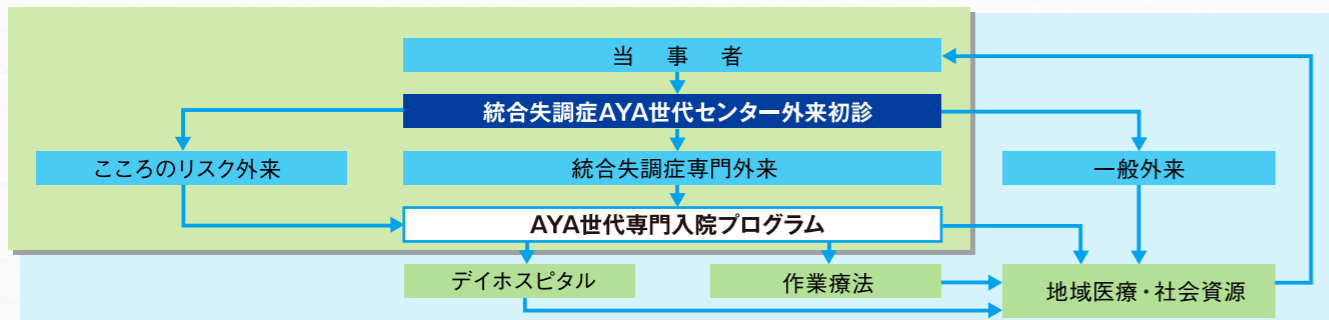 当事者
統合失調症AYA世代センター外来初診
こころのリスク外来
統合失調症専門外来
一般外来
AYA世代専門入院プログラム
デイホスピタル
作業療法
地域医療・社会資源